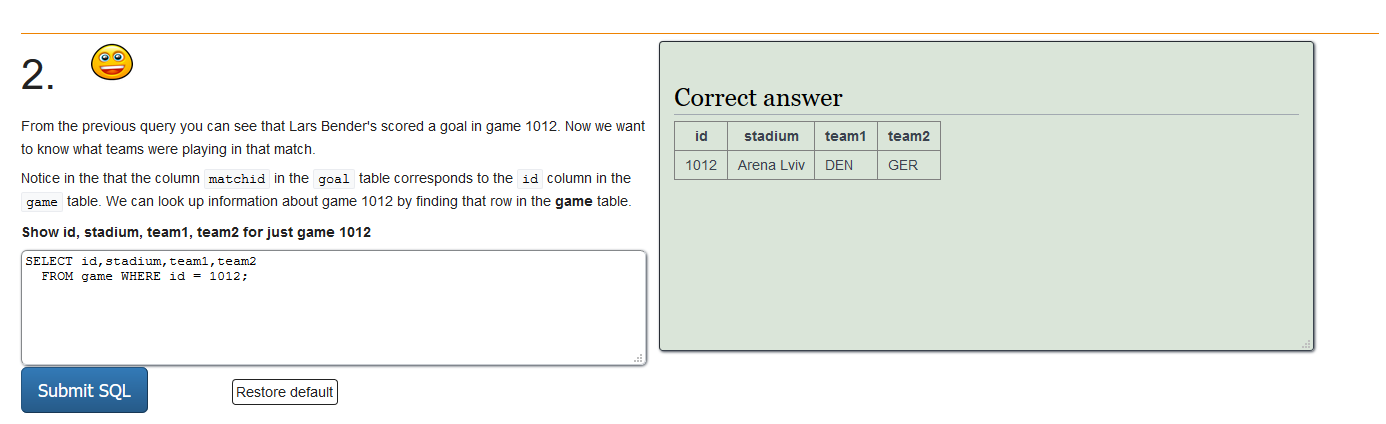 2.
From the previous query you can see that Lars Bender's scored a goal in game 1012. Now we want
to know what teams were playing in that match.
Notice in the that the column matchid in the goal table corresponds to the id column in the
game table. We can look up information about game 1012 by finding that row in the game table.
Show id, stadium, team1, team2 for just game 1012
SELECT id,stadium,team1,team2
  FROM game WHERE id = 1012;
Submit SQL
Restore default
Correct answer
id stadium team1 team2
1012 Arena Lviv DEN GER